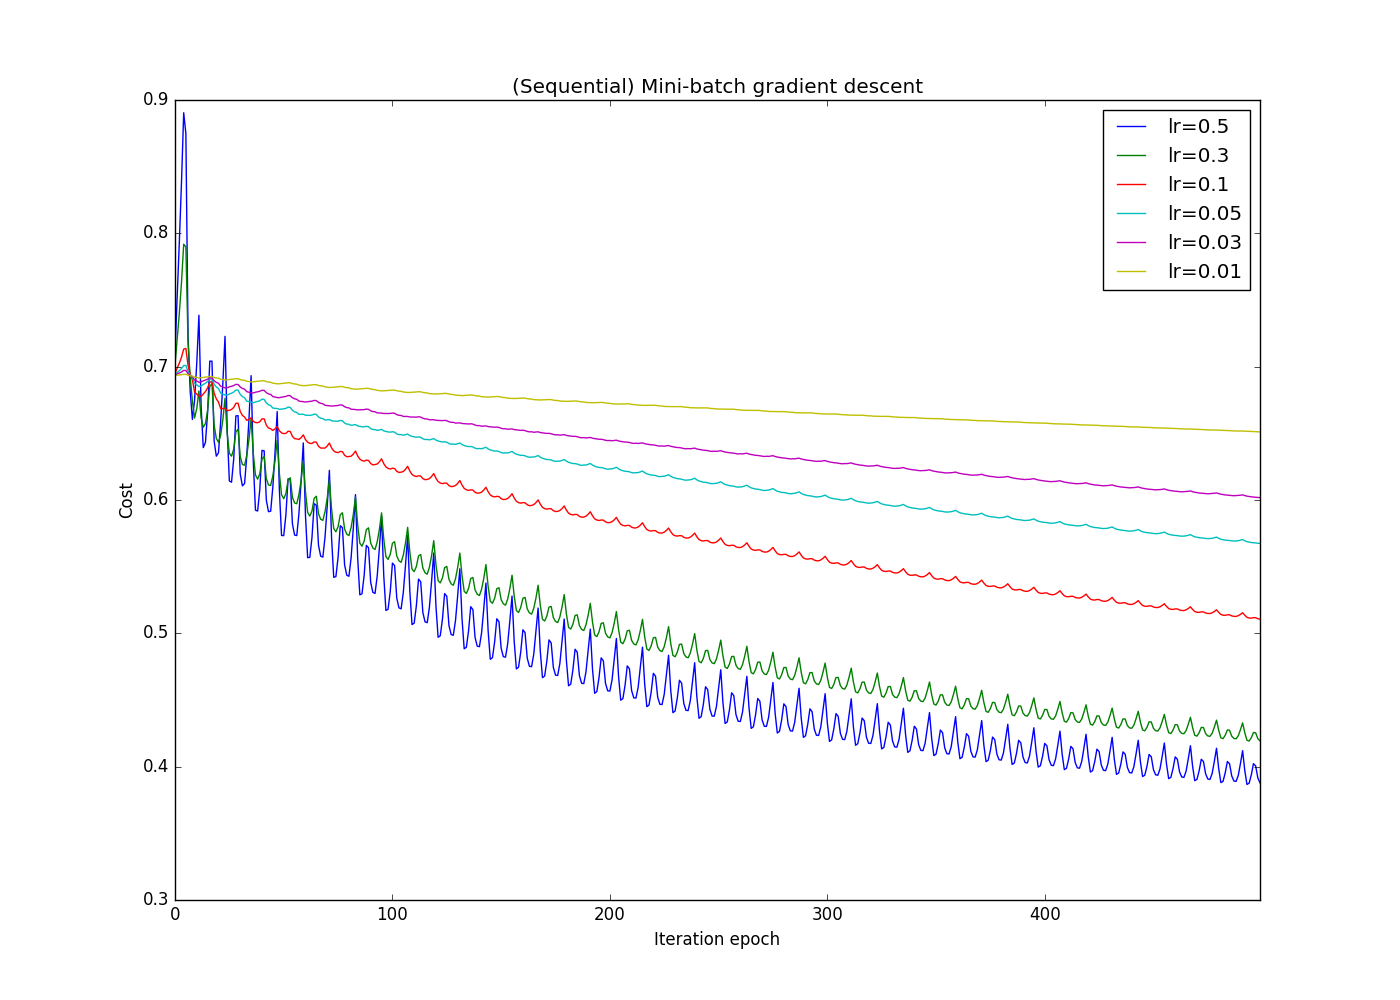 (Sequential) Mini-batch gradient descent
0.9
0.8
0.7
0.6
0.5
0.4
0.3
Cost
0
100
200
300
400
Iteration epoch
lr=0.5
lr=0.3
lr=0.1
lr=0.05
lr=0.03
lr=0.01